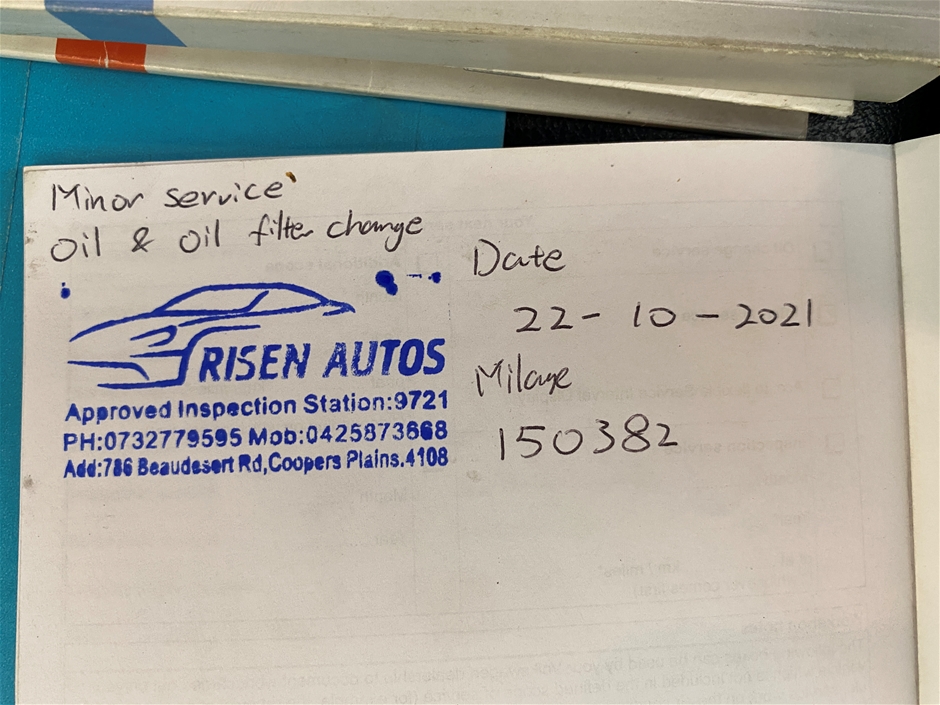 Minor service
Oil & Oil filter change
RISEN AUTOS
Approved Inspection Station:9721
PH:0732779595 Mob:0425873668
Add:786 Beaudesert Rd,Coopers Plains.4108
Date
22-10-2021
Milage
150382